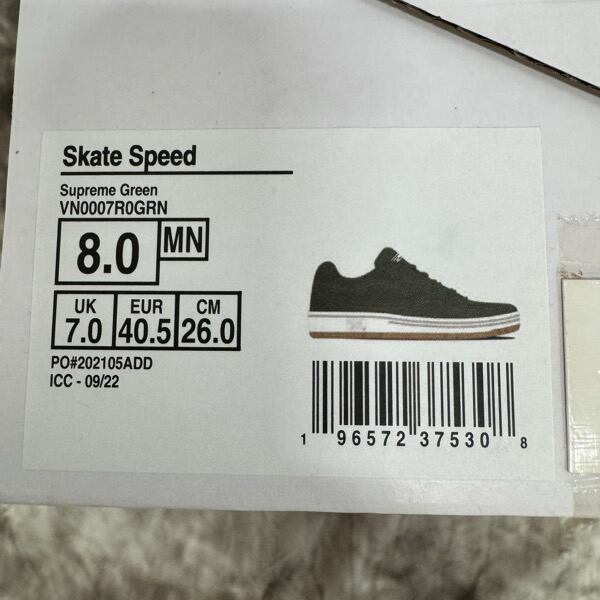 Skate Speed
Supreme Green
VN0007R0GRN
8.0 MN
UK EUR CM
7.0 40.5 26.0
PO#202105ADD
ICC - 09/22
1 96572 37530 8